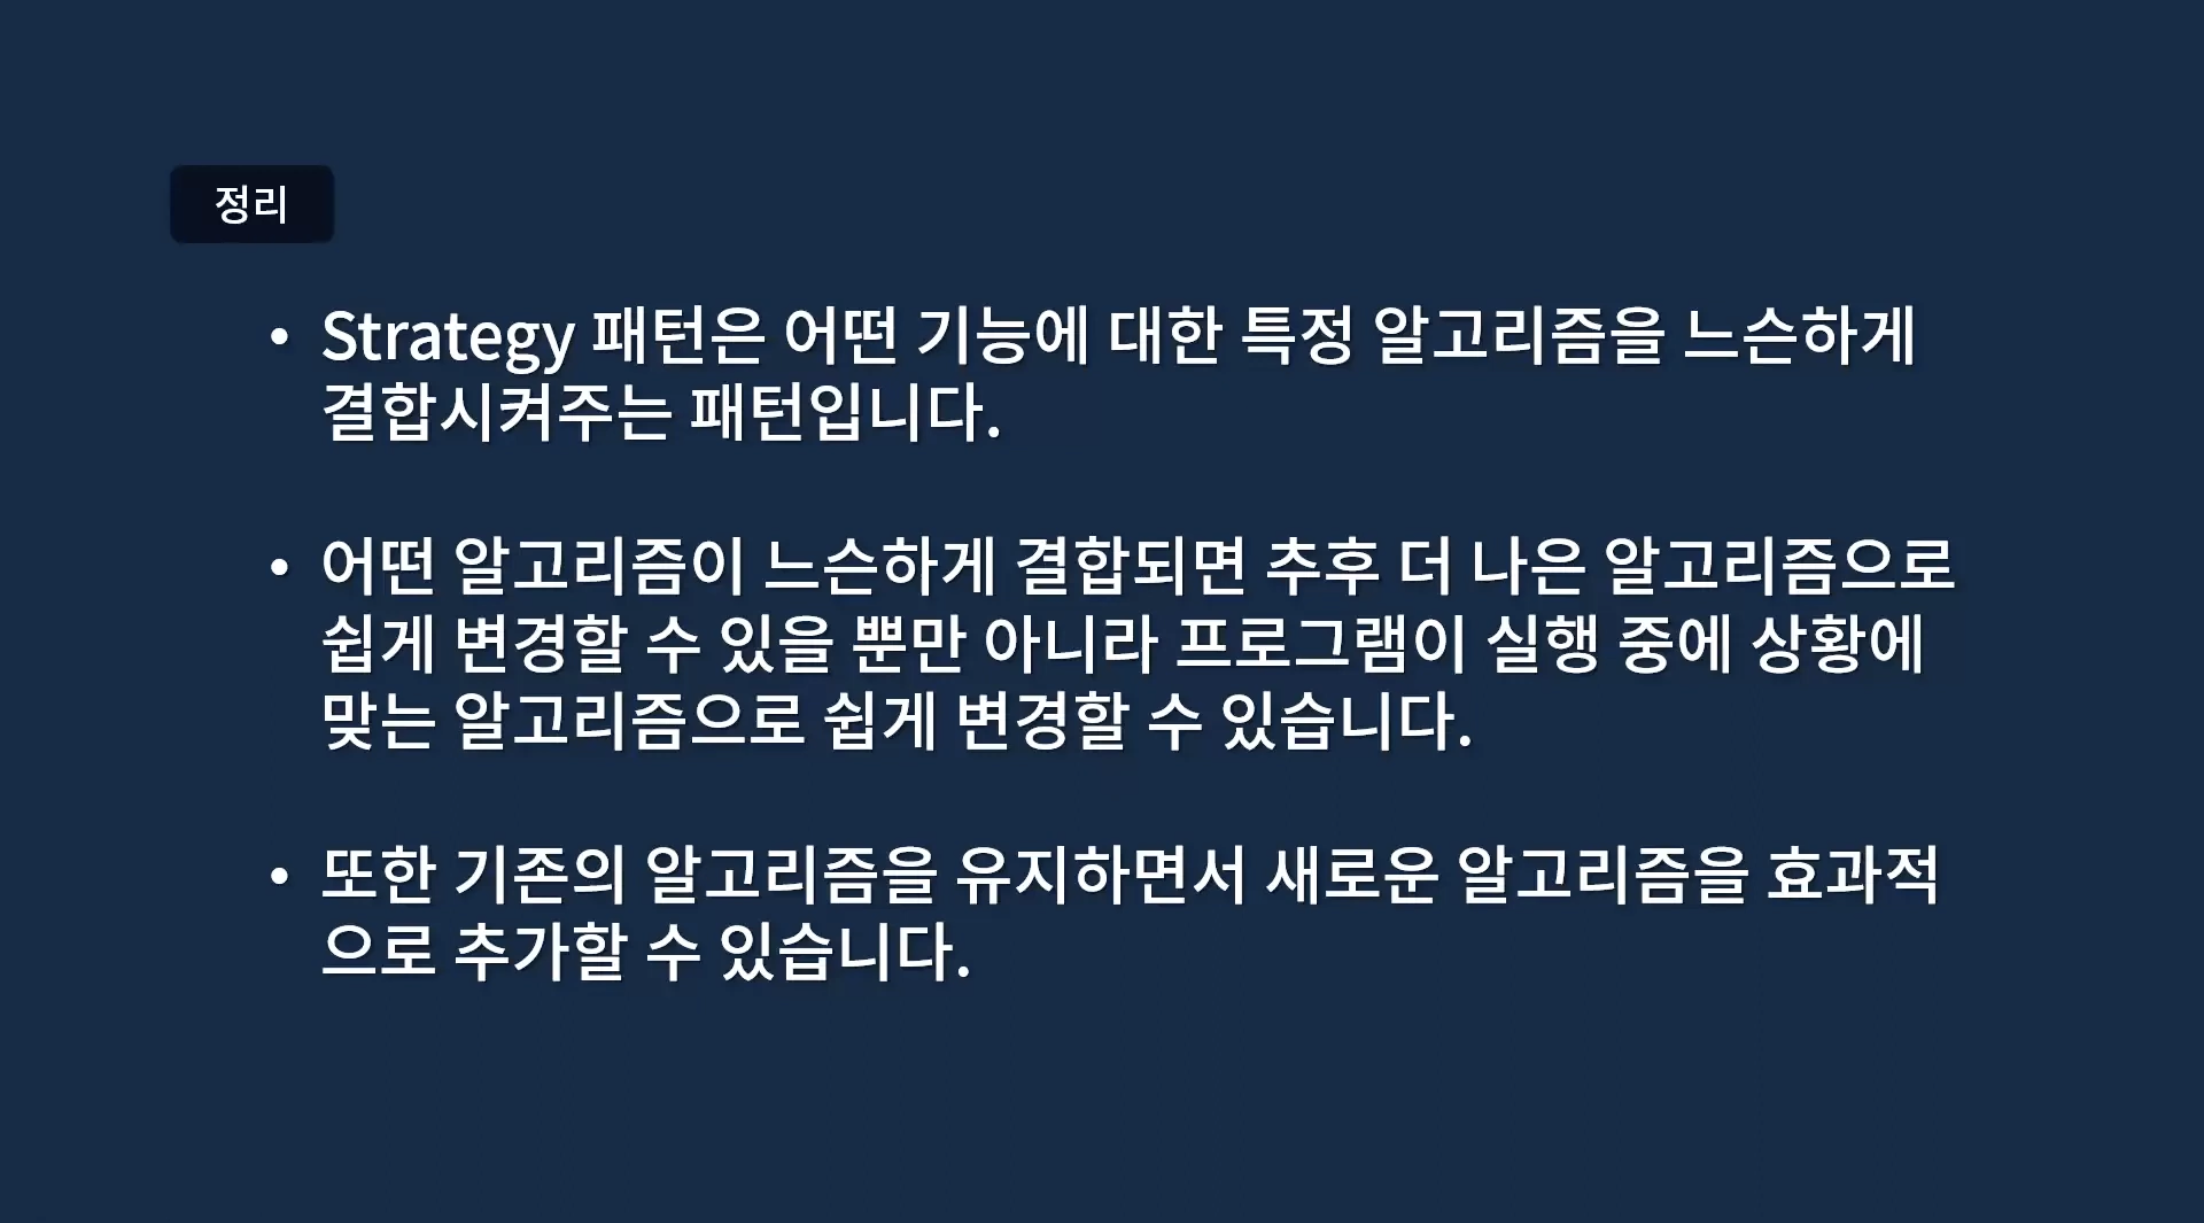 정리
• Strategy 패턴은 어떤 기능에 대한 특정 알고리즘을 느슨하게
결합시켜주는 패턴입니다.
• 어떤 알고리즘이 느슨하게 결합되면 추후 더 나은 알고리즘으로
쉽게 변경할 수 있을 뿐만 아니라 프로그램이 실행 중에 상황에
맞는 알고리즘으로 쉽게 변경할 수 있습니다.
• 또한 기존의 알고리즘을 유지하면서 새로운 알고리즘을 효과적
으로 추가할 수 있습니다.